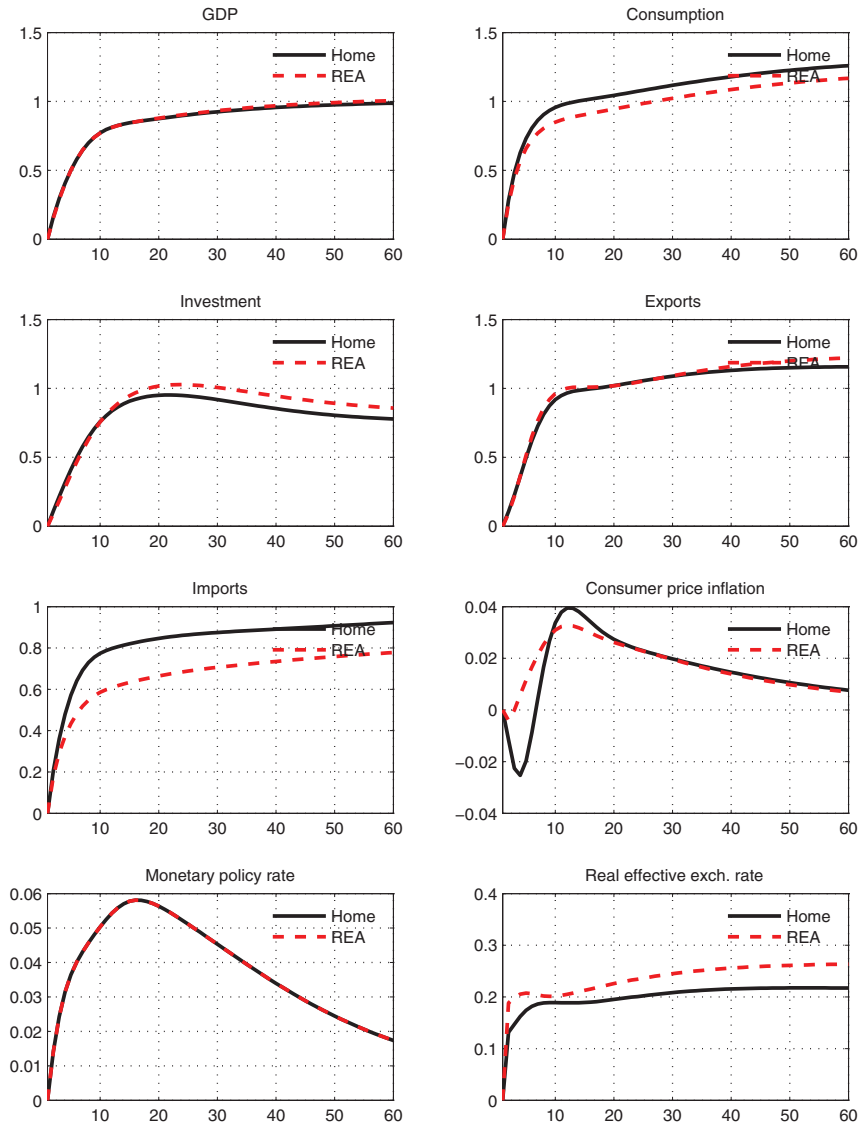 GDP
1.5
1
0.5
0
Home
REA
10 20 30 40 50 60
Consumption
1.5
1
0.5
0
Home
REA
10 20 30 40 50 60
Investment
1.5
1
0.5
0
Home
REA
10 20 30 40 50 60
Exports
1.5
1
0.5
0
Home
REA
10 20 30 40 50 60
Imports
1
0.8
0.6
0.4
0.2
0
Home
REA
10 20 30 40 50 60
Consumer price inflation
0.04
0.02
0
−0.02
−0.04
Home
REA
10 20 30 40 50 60
Monetary policy rate
0.06
0.05
0.04
0.03
0.02
0.01
0
Home
REA
10 20 30 40 50 60
Real effective exch. rate
0.4
0.3
0.2
0.1
0
Home
REA
10 20 30 40 50 60